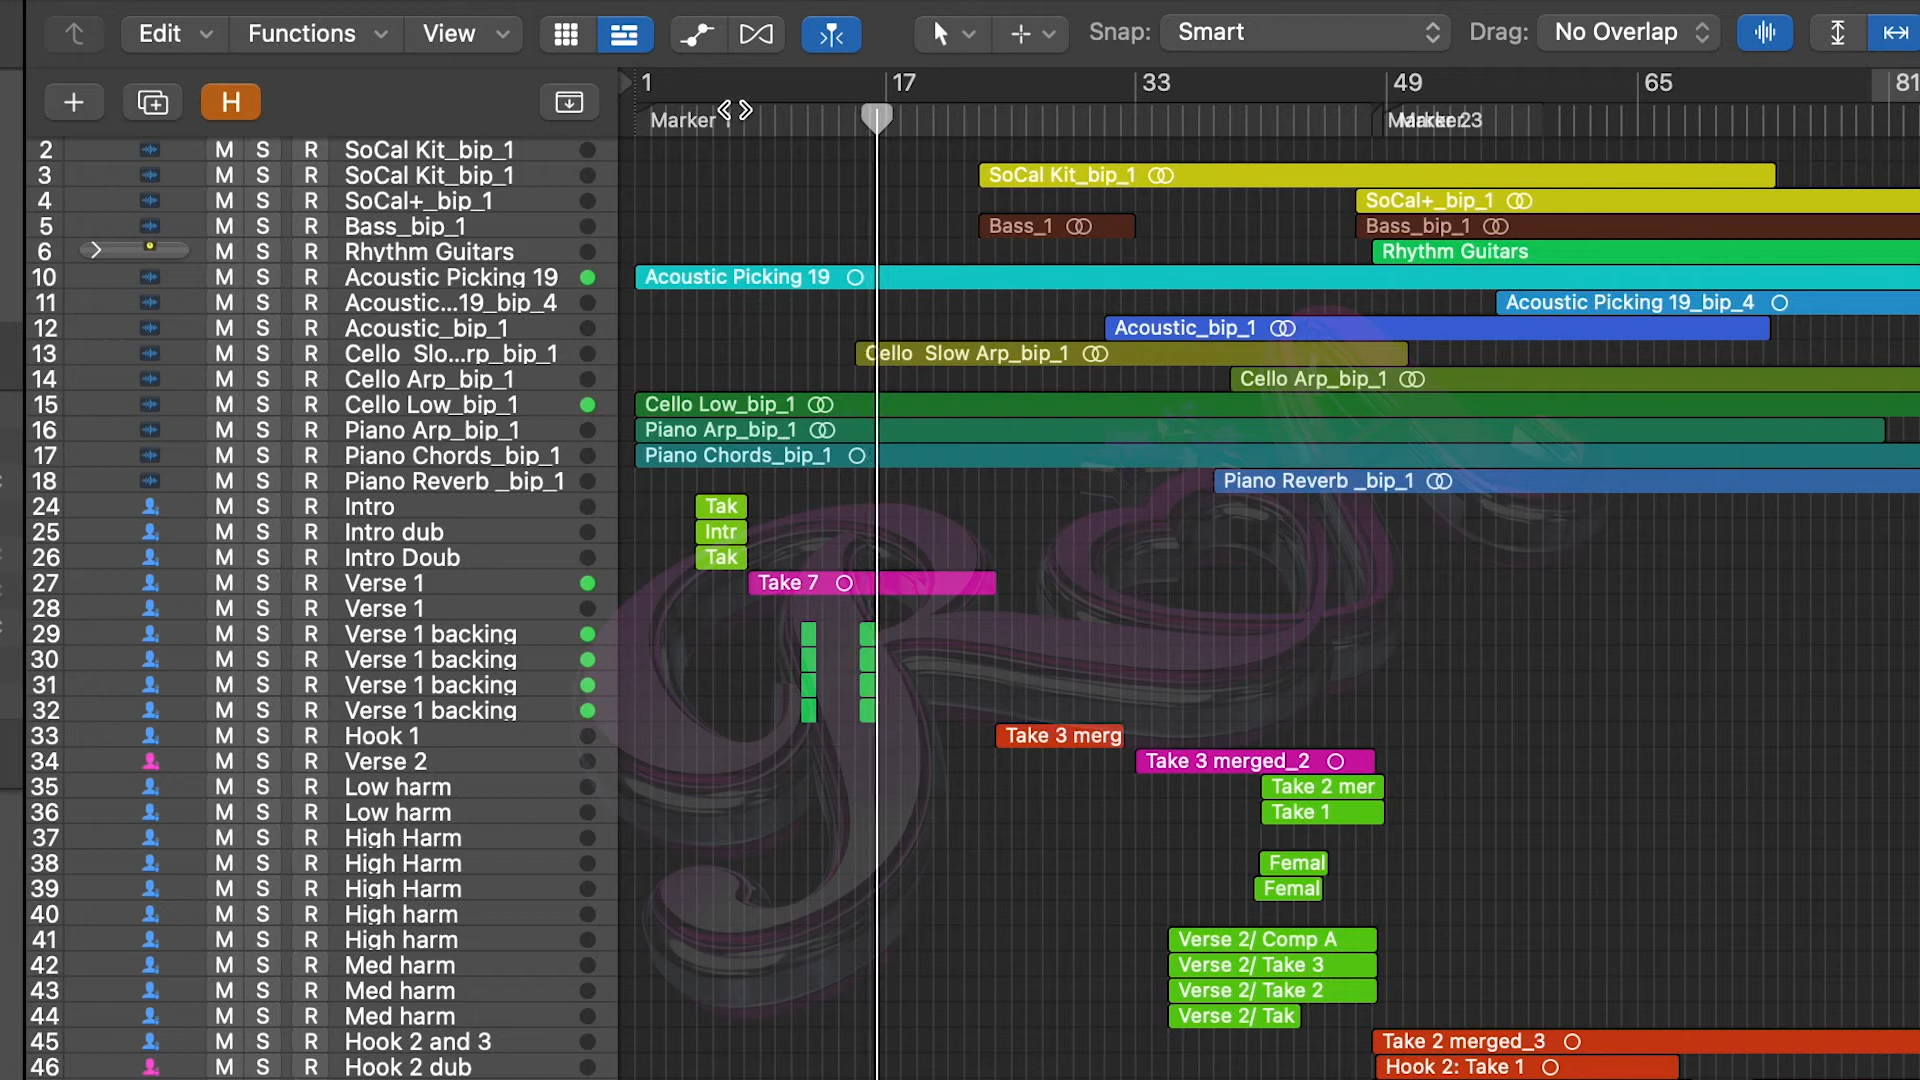 Edit Functions View Snap: Smart Drag: No Overlap
H 1 17 33 49 65 81
Marker
2 M S R SoCal Kit_bip_1
3 M S R SoCal Kit_bip_1 SoCal Kit_bip_1
4 M S R SoCal+_bip_1 SoCal+_bip_1
5 M S R Bass_bip_1 Bass_1 Bass_bip_1
6 M S R Rhythm Guitars Rhythm Guitars
10 M S R Acoustic Picking 19 Acoustic Picking 19
11 M S R Acoustic...19_bip_4 Acoustic Picking 19_bip_4
12 M S R Acoustic_bip_1 Acoustic_bip_1
13 M S R Cello Slo...rp_bip_1 Cello Slow Arp_bip_1
14 M S R Cello Arp_bip_1 Cello Arp_bip_1
15 M S R Cello Low_bip_1 Cello Low_bip_1
16 M S R Piano Arp_bip_1 Piano Arp_bip_1
17 M S R Piano Chords_bip_1 Piano Chords_bip_1
18 M S R Piano Reverb _bip_1 Piano Reverb _bip_1
24 M S R Intro Tak
25 M S R Intro dub Intr
26 M S R Intro Doub Tak
27 M S R Verse 1 Take 7
28 M S R Verse 1
29 M S R Verse 1 backing
30 M S R Verse 1 backing
31 M S R Verse 1 backing
32 M S R Verse 1 backing
33 M S R Hook 1 Take 3 merg
34 M S R Verse 2 Take 3 merged_2
35 M S R Low harm Take 2 mer
36 M S R Low harm Take 1
37 M S R High Harm
38 M S R High Harm Femal
39 M S R High Harm Femal
40 M S R High harm
41 M S R High harm Verse 2/ Comp A
42 M S R Med harm Verse 2/ Take 3
43 M S R Med harm Verse 2/ Take 2
44 M S R Med harm Verse 2/ Tak
45 M S R Hook 2 and 3 Take 2 merged_3
46 M S R Hook 2 dub Hook 2: Take 1